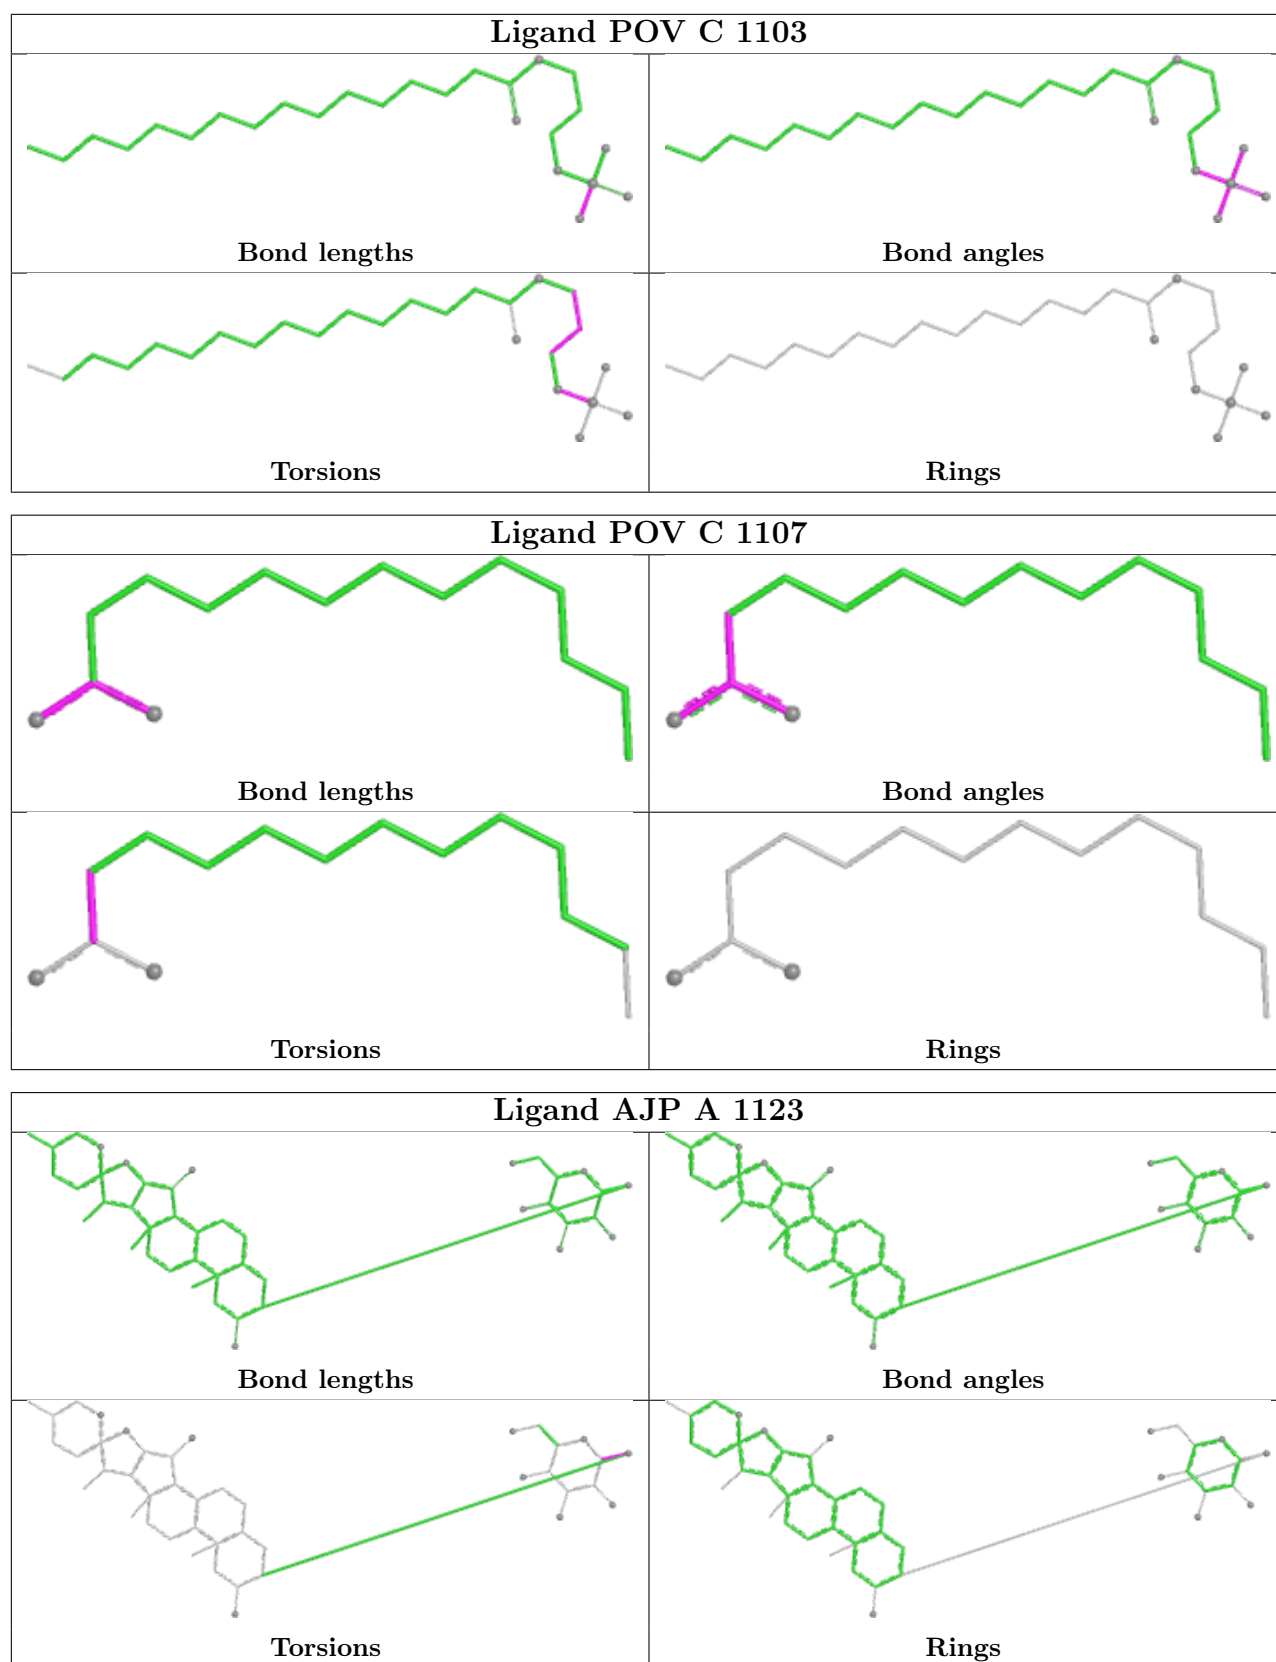 Ligand POV C 1103
Bond lengths
Bond angles
Torsions
Rings
Ligand POV C 1107
Bond lengths
Bond angles
Torsions
Rings
Ligand AJP A 1123
Bond lengths
Bond angles
Torsions
Rings